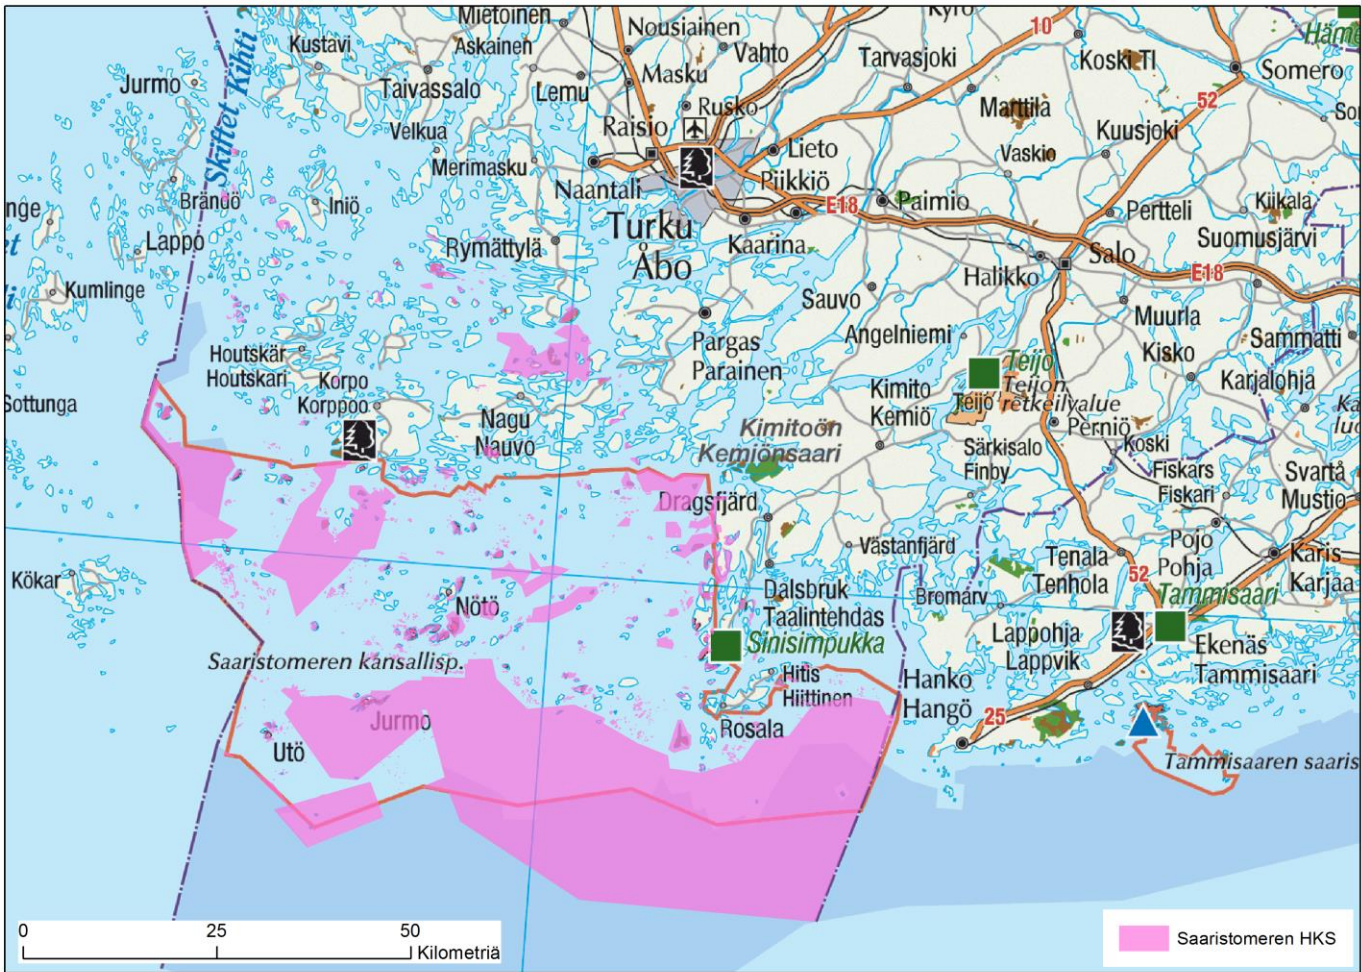 Mietoinen
Kyrö
Nousiainen
10
Häme
Kustavi
Askainen
Vahto
Tarvasjoki
Koski Tl
Somero
Jurmo
Skiftet Kihti
Taivassalo
Masku
Lemu
Rusko
Marttila
52
Velkua
Raisio
Kuusjoki
Merimasku
Lieto
Vaskio
Naantali
Piikkiö
Brändö
Iniö
E18
Paimio
Pertteli
Kiikala
Turku
Åbo
Kaarina
Suomusjärvi
Lappo
Rymättylä
Halikko
Salo
E18
Kumlinge
Sauvo
Muurla
Angelniemi
Sammatti
Houtskär
Houtskari
Pargas
Parainen
Kisko
Teijo
Korpo
Korppoo
Kimito
Kemiö
Teijon
retkeilyalue
Teijo
Karjalohja
Sottunga
Nagu
Nauvo
Perniö
Kimitoön
Kemiönsaari
Särkisalo
Finby
Koski
Fiskars
Fiskari
Svartå
Mustio
Dragsfjärd
Västanfjärd
Pojo
Pohja
Tenala
Tenhola
Karis
Karjaa
Kökar
Dalsbruk
Taalintehdas
Bromarv
52
Tammisaari
Nötö
Sinisimpukka
Lappohja
Lappvik
Ekenäs
Tammisaari
Saaristomeren kansallisp.
Hitis
Hiittinen
Hanko
Hangö
Jurmo
25
Rosala
Utö
Tammisaaren saaris
0 25 50
Kilometriä
Saaristomeren HKS